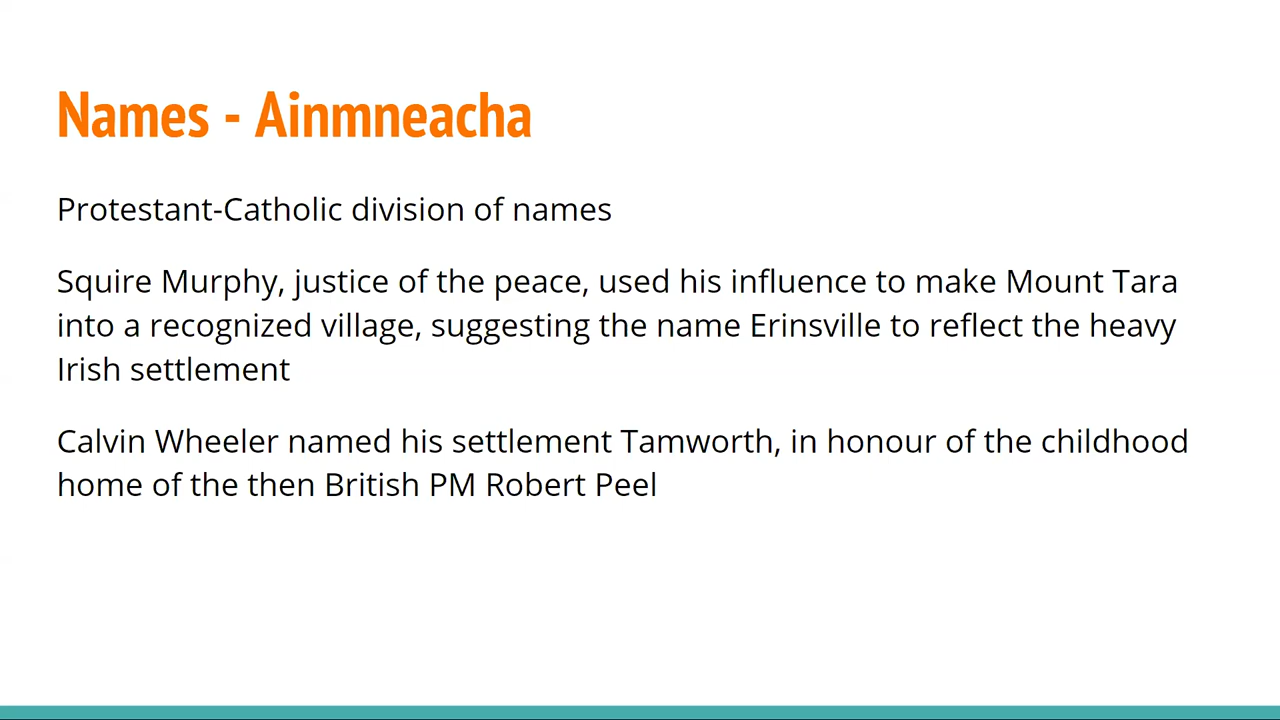 Names - Ainmneacha
Protestant-Catholic division of names
Squire Murphy, justice of the peace, used his influence to make Mount Tara
into a recognized village, suggesting the name Erinsville to reflect the heavy
Irish settlement
Calvin Wheeler named his settlement Tamworth, in honour of the childhood
home of the then British PM Robert Peel